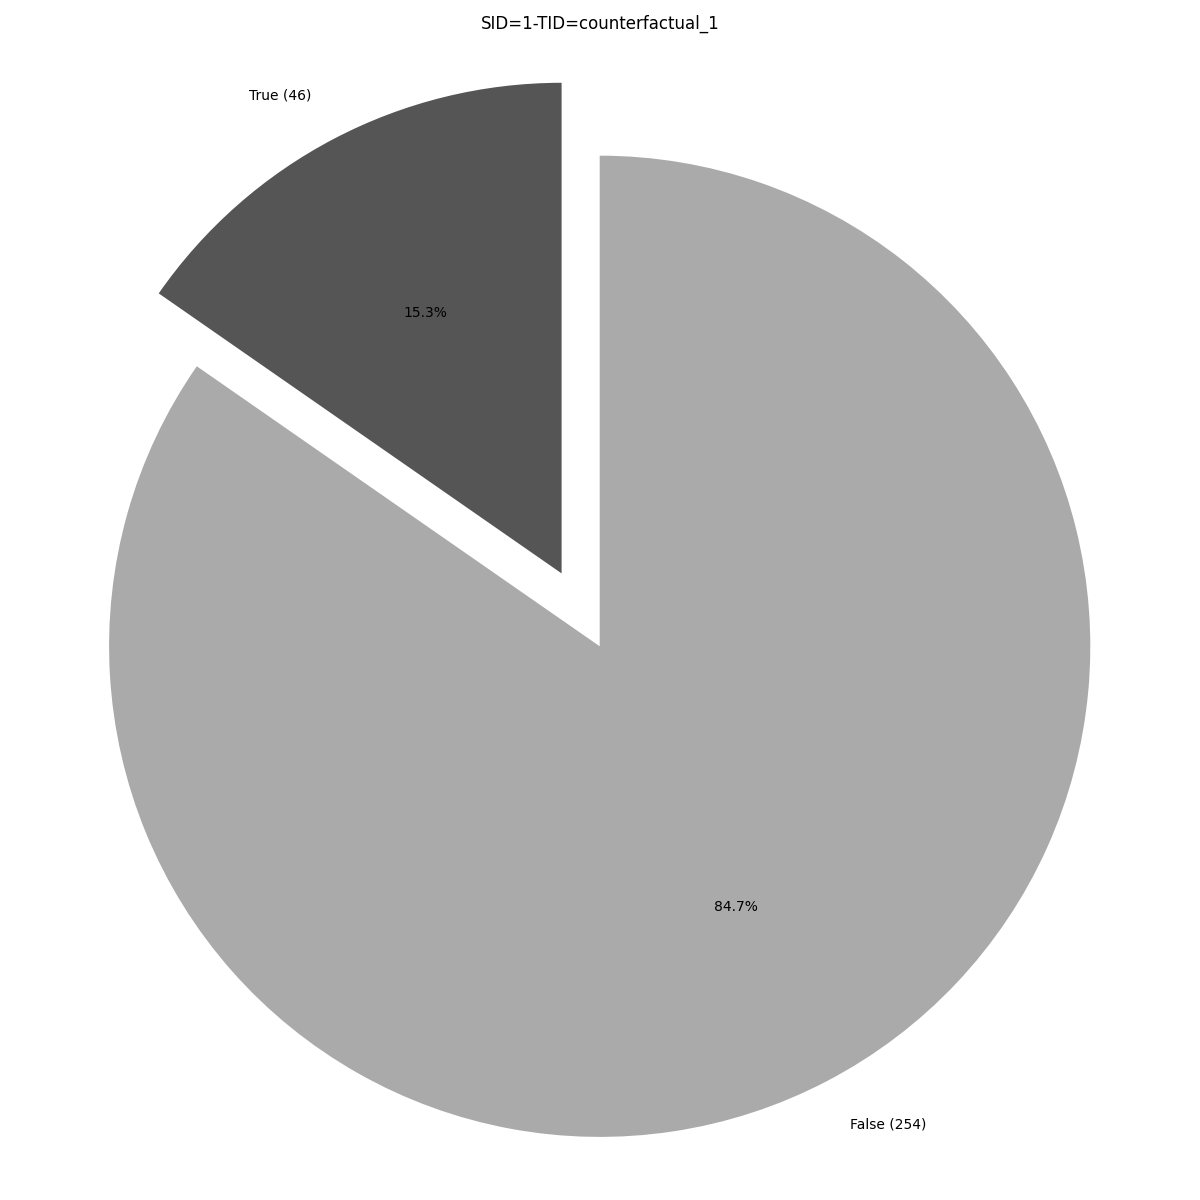 SID=1-TID=counterfactual_1
True (46)
15.3%
84.7%
False (254)